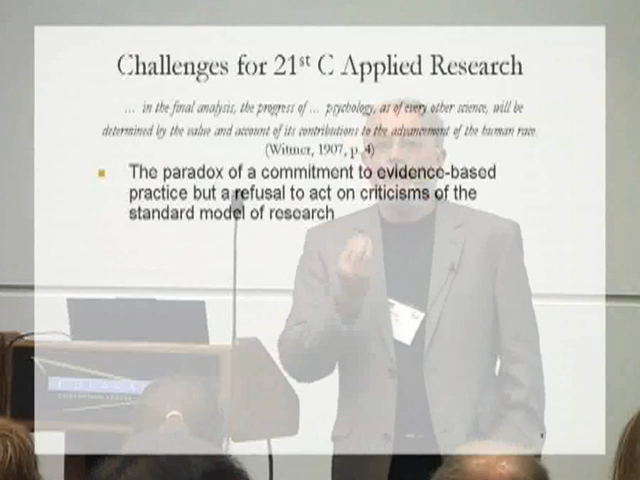 Challenges for 21st C Applied Research
... in the final analysis, the progress of ... psychology, as of every other science, will be
determined by the value and account of its contributions to the advancement of the human race.
(Witmer, 1907, p. 4)
The paradox of a commitment to evidence-based
practice but a refusal to act on criticisms of the
standard model of research